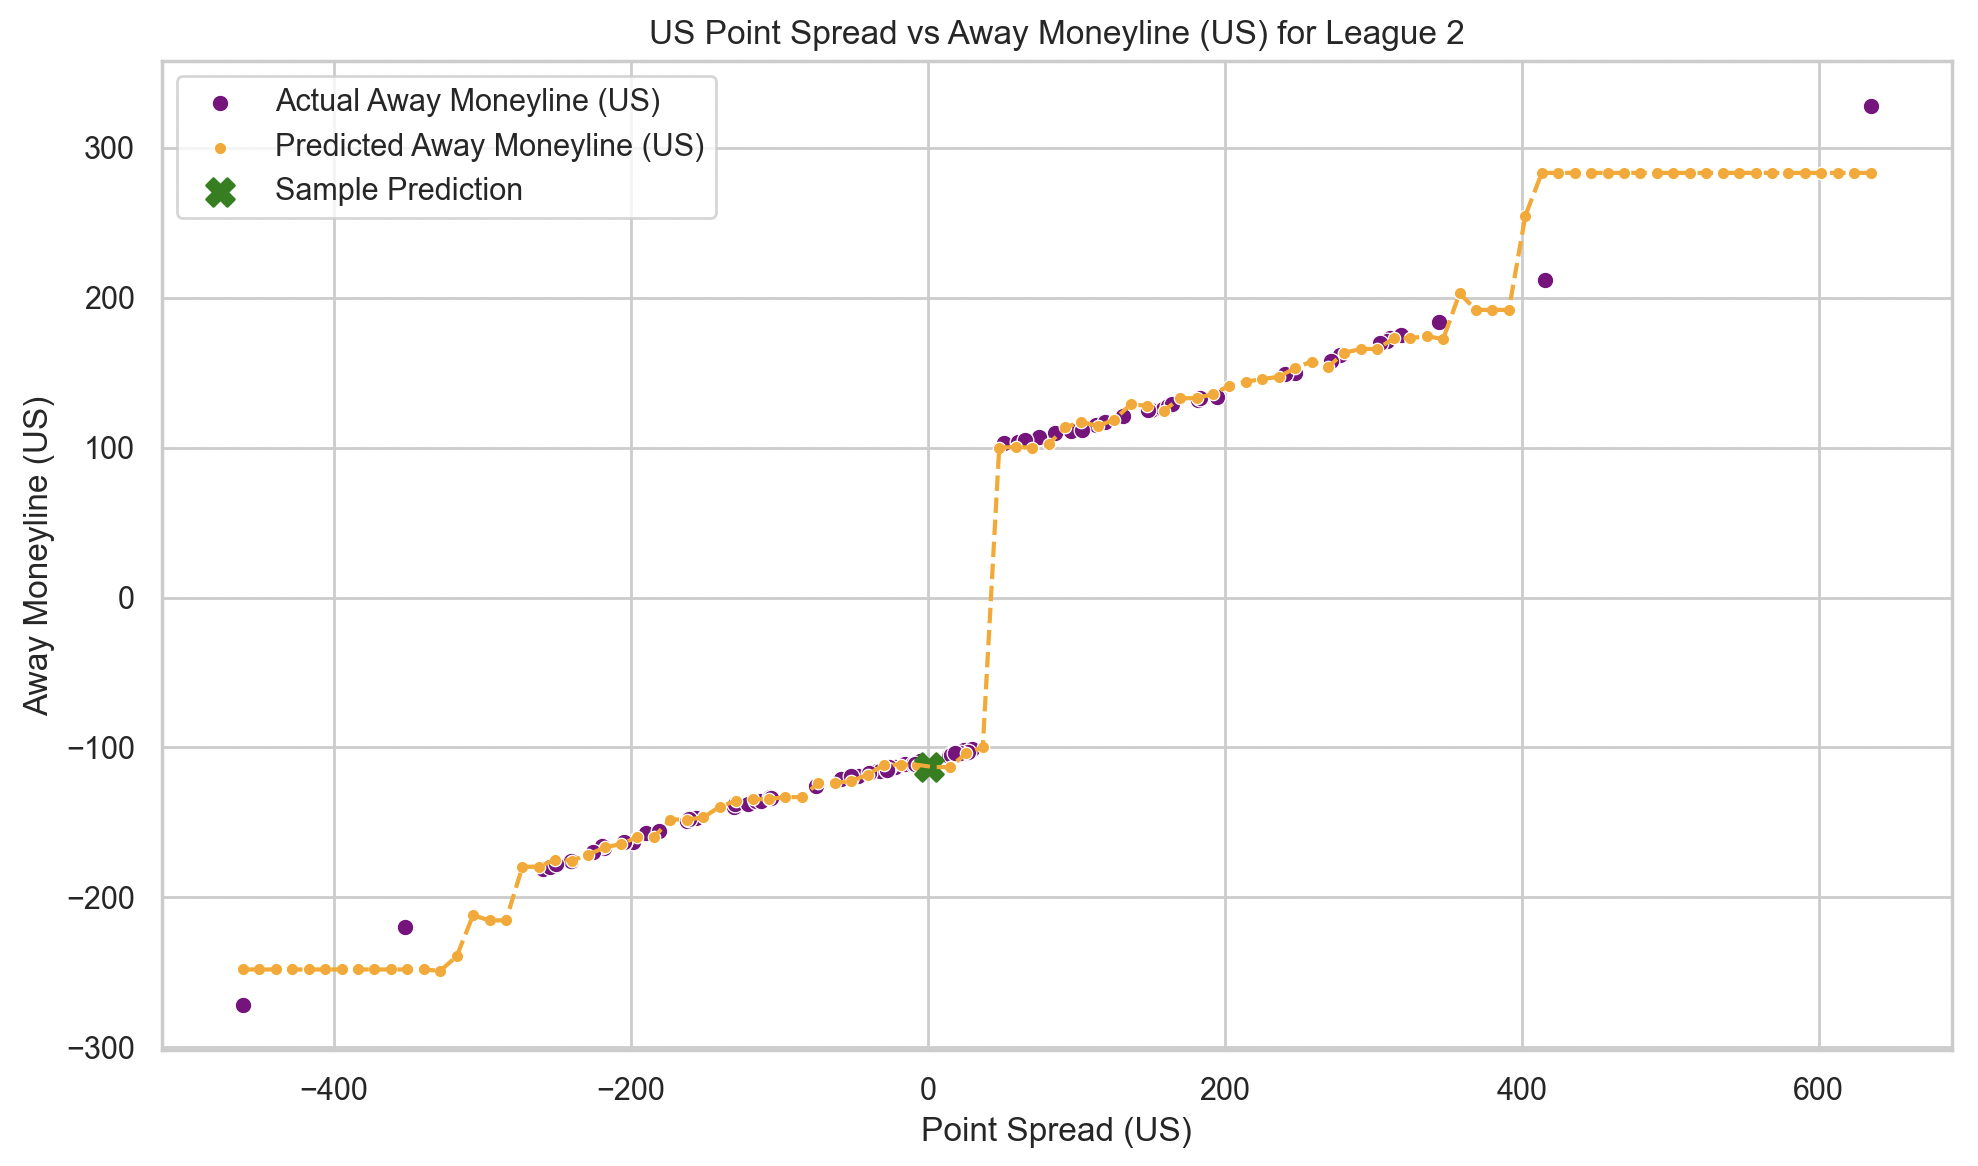 US Point Spread vs Away Moneyline (US) for League 2
Actual Away Moneyline (US)
Predicted Away Moneyline (US)
Sample Prediction
Away Moneyline (US)
300
200
100
0
−100
−200
−300
−400
−200
0
200
400
600
Point Spread (US)